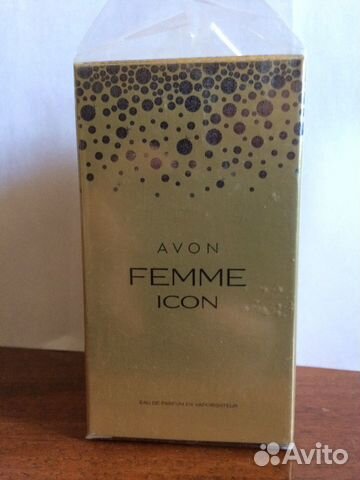 AVON
FEMME
ICON
EAU DE PARFUM EN VAPORISATEUR
Avito